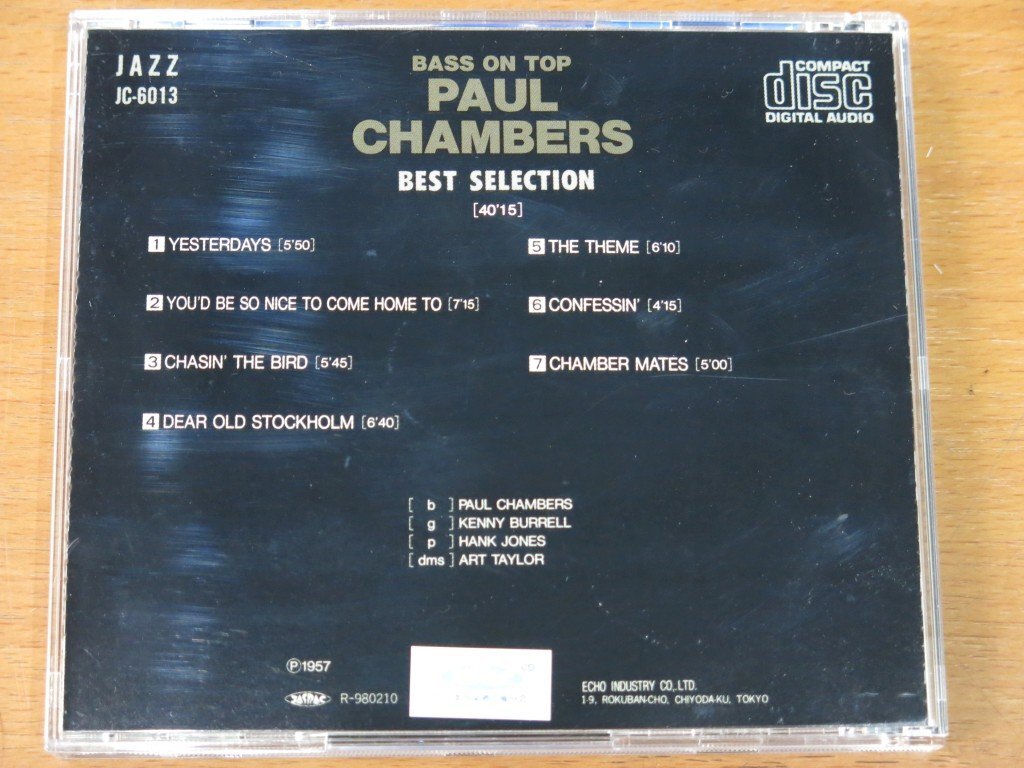 JAZZ
JC-6013
BASS ON TOP
PAUL
CHAMBERS
BEST SELECTION
[40'15]
COMPACT
disc
DIGITAL AUDIO
1 YESTERDAYS [5'50]
2 YOU'D BE SO NICE TO COME HOME TO [7'15]
3 CHASIN' THE BIRD [5'45]
4 DEAR OLD STOCKHOLM [6'40]
5 THE THEME [6'10]
6 CONFESSIN' [4'15]
7 CHAMBER MATES [5'00]
[ b ] PAUL CHAMBERS
[ g ] KENNY BURRELL
[ p ] HANK JONES
[ dms ] ART TAYLOR
Ⓟ1957
JASRAC R-980210
ECHO INDUSTRY CO,.LTD.
1-9, ROKUBAN-CHO, CHIYODA-KU, TOKYO